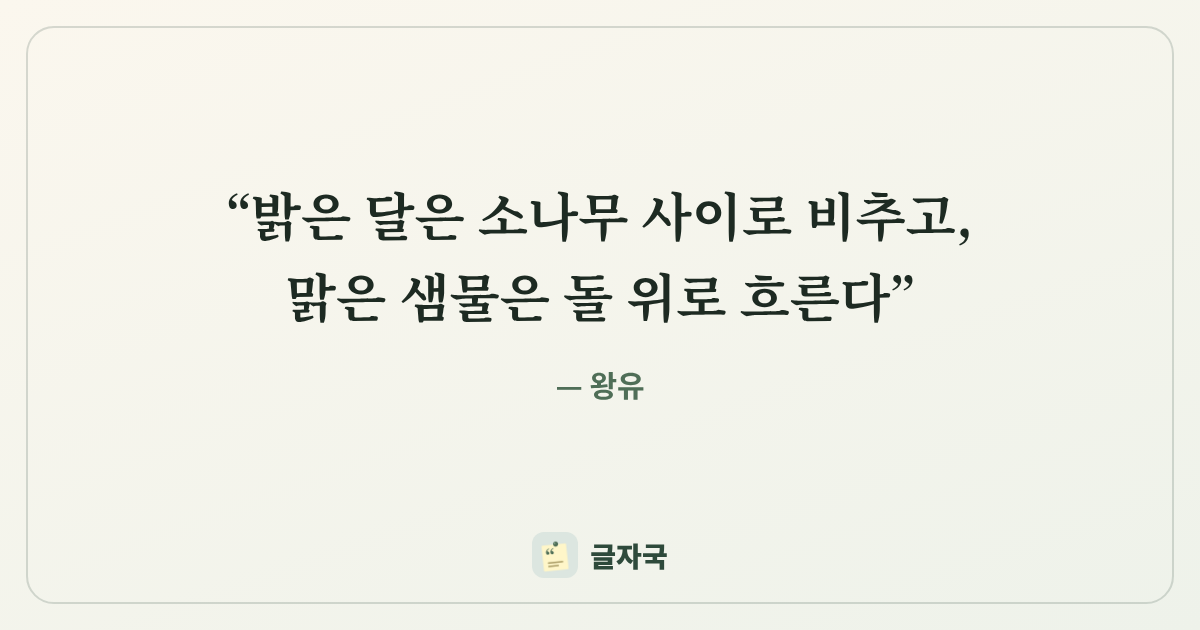 “밝은 달은 소나무 사이로 비추고,
맑은 샘물은 돌 위로 흐른다”
— 왕유
글자국